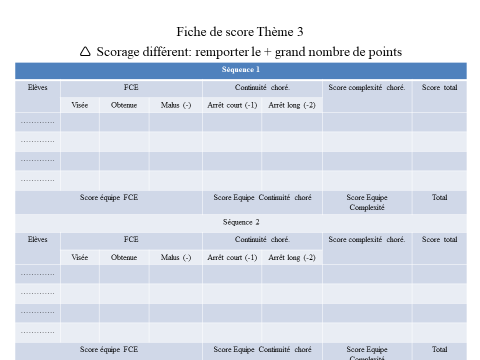 Fiche de score Thème 3
Scorage différent: remporter le + grand nombre de points
Séquence 1
Elèves FCE Continuité choré. Score complexité choré. Score total
Visée Obtenue Malus (-) Arrêt court (-1) Arrêt long (-2)
.............
.............
.............
.............
Score équipe FCE Score Equipe Continuité choré Score Equipe Complexité Total
Séquence 2
Elèves FCE Continuité choré. Score complexité choré. Score total
Visée Obtenue Malus (-) Arrêt court (-1) Arrêt long (-2)
.............
.............
.............
.............
Score équipe FCE Score Equipe Continuité choré Score Equipe Complexité Total